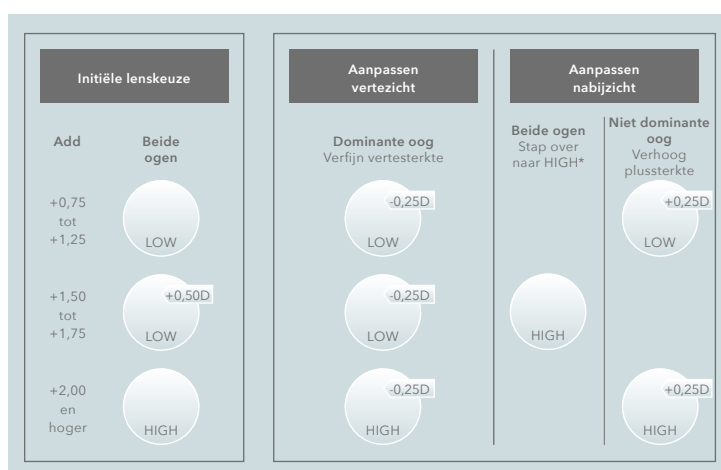 Initiële lenskeuze
Aanpassen
vertezicht
Aanpassen
nabijzicht
Add
Beide
ogen
Dominante oog
Verfijn vertesterkte
Beide ogen
Stap over
naar HIGH*
Niet dominante
oog
Verhoog
plussterkte
+0,75
tot
+1,25
LOW
-0,25D
LOW
+0,25D
LOW
+1,50
tot
+1,75
+0,50D
LOW
-0,25D
LOW
HIGH
+2,00
en
hoger
HIGH
-0,25D
HIGH
+0,25D
HIGH